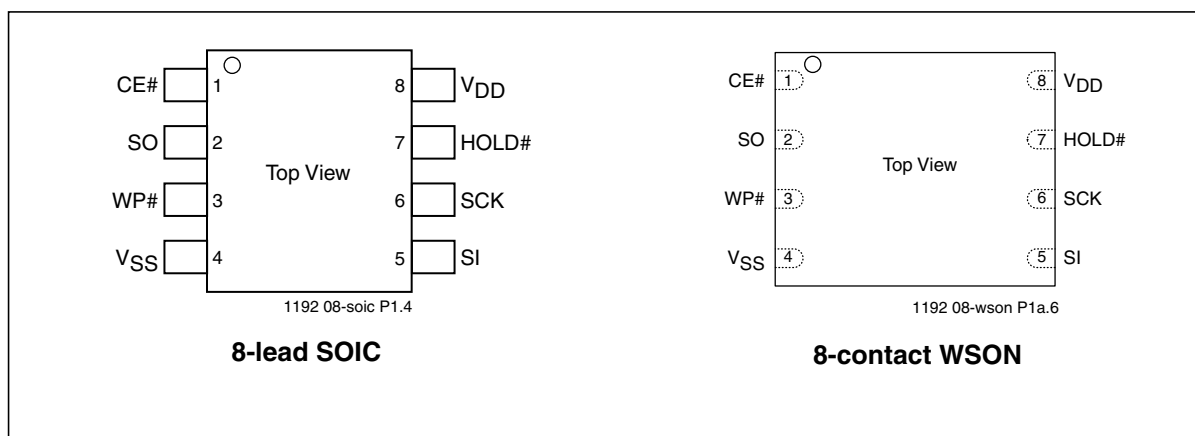 CE# 1 8 VDD
SO 2 7 HOLD#
Top View
WP# 3 6 SCK
VSS 4 5 SI
1192 08-soic P1.4
8-lead SOIC
CE# 1 8 VDD
SO 2 7 HOLD#
Top View
WP# 3 6 SCK
VSS 4 5 SI
1192 08-wson P1a.6
8-contact WSON